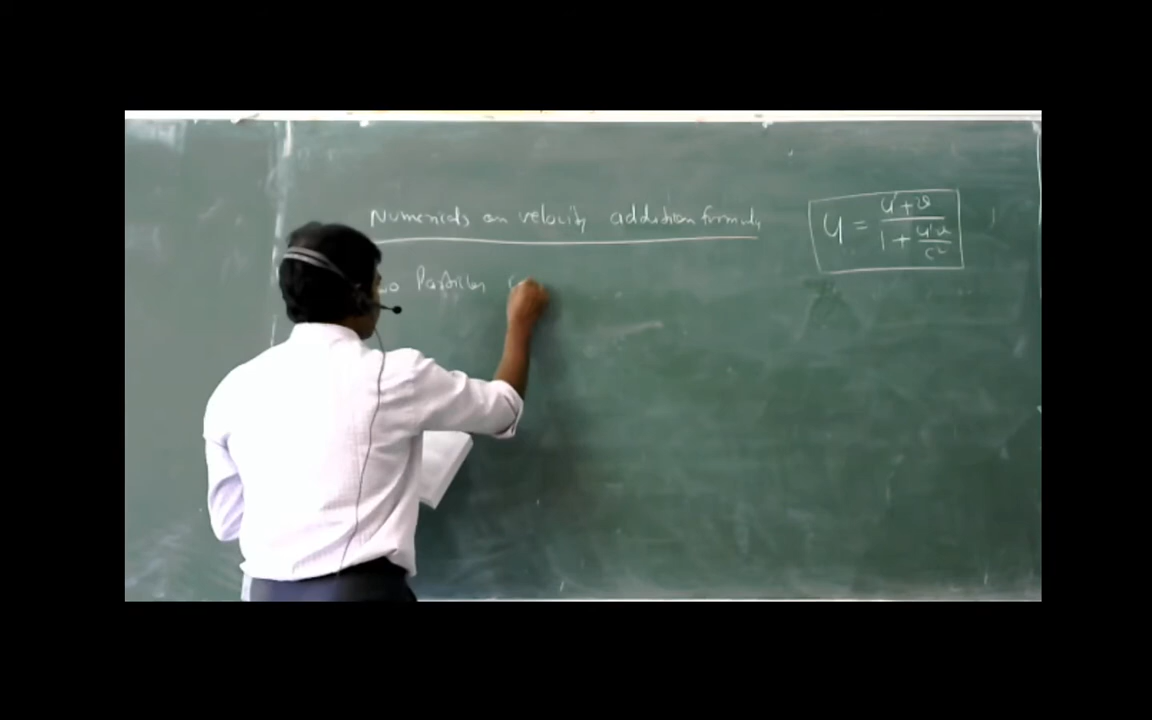 Numericals on velocity addition formula
u = u' + v / 1 + u'v / c²
Particles